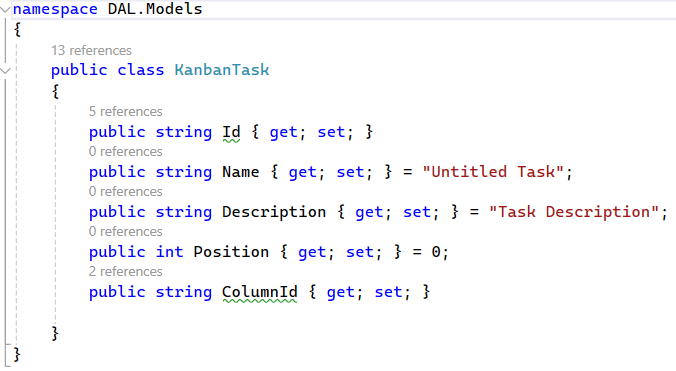 namespace DAL.Models
{
13 references
public class KanbanTask
{
5 references
public string Id { get; set; }
0 references
public string Name { get; set; } = "Untitled Task";
0 references
public string Description { get; set; } = "Task Description";
0 references
public int Position { get; set; } = 0;
2 references
public string ColumnId { get; set; }
}
}